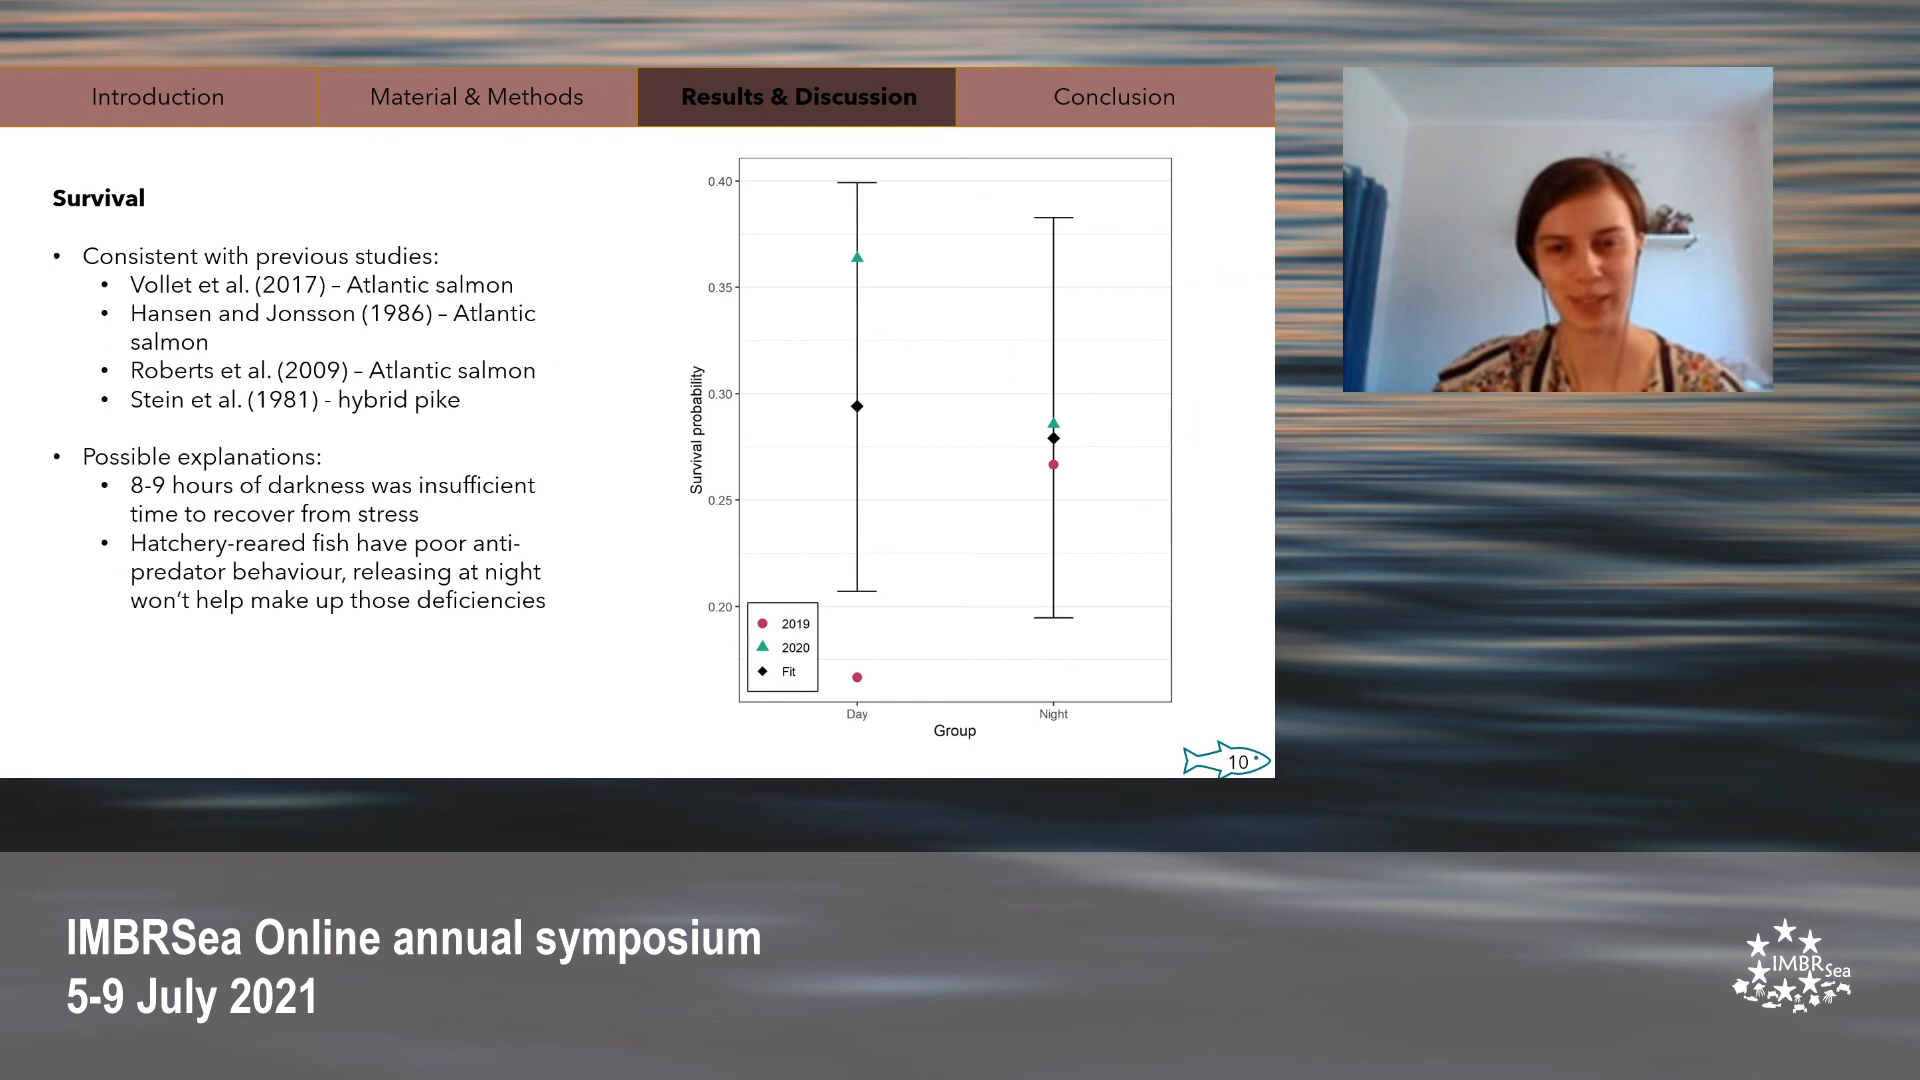 Introduction
Material & Methods
Results & Discussion
Conclusion
Survival
• Consistent with previous studies:
• Vollet et al. (2017) – Atlantic salmon
• Hansen and Jonsson (1986) – Atlantic
salmon
• Roberts et al. (2009) – Atlantic salmon
• Stein et al. (1981) - hybrid pike
• Possible explanations:
• 8-9 hours of darkness was insufficient
time to recover from stress
• Hatchery-reared fish have poor anti-
predator behaviour, releasing at night
won't help make up those deficiencies
Survival probability
0.40
0.35
0.30
0.25
0.20
2019
2020
Fit
Day
Night
Group
10
IMBRSea Online annual symposium
5-9 July 2021
IMBRSea